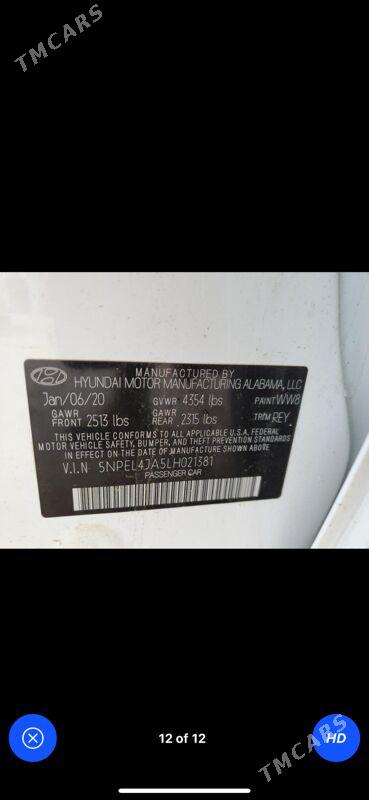 TMCARS
MANUFACTURED BY
HYUNDAI MOTOR MANUFACTURING ALABAMA, LLC
Jan/06/20 GVWR 4354 lbs PAINT WW8
GAWR FRONT 2513 lbs GAWR REAR 2315 lbs TRIM REY
THIS VEHICLE CONFORMS TO ALL APPLICABLE U.S.A. FEDERAL
MOTOR VEHICLE SAFETY, BUMPER, AND THEFT PREVENTION STANDARDS
IN EFFECT ON THE DATE OF MANUFACTURE SHOWN ABOVE.
V.I.N 5NPEL4JA5LH021381
PASSENGER CAR
12 of 12
HD
TMCARS